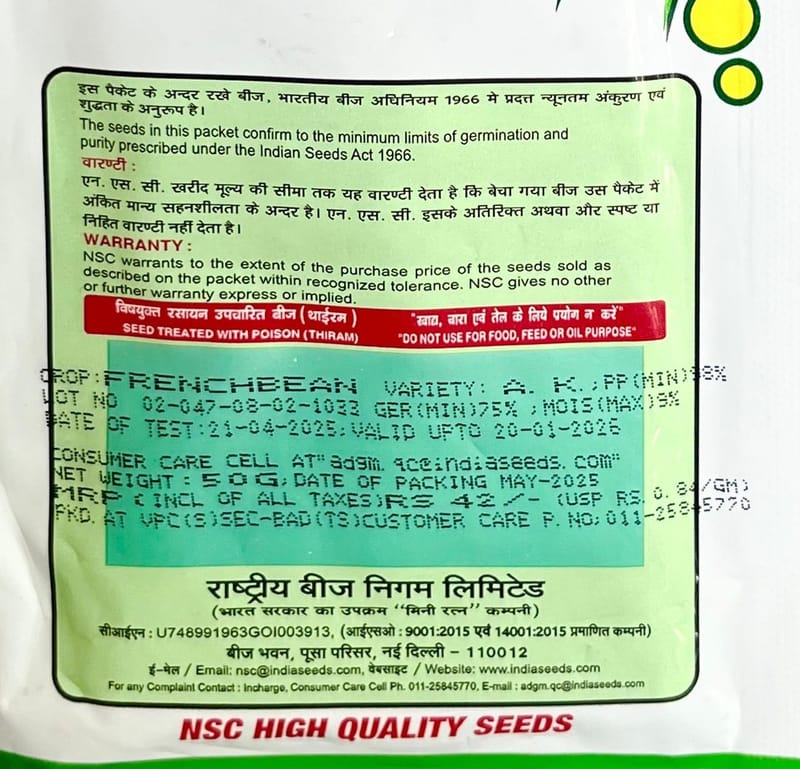 इस पैकेट के अन्दर रखे बीज, भारतीय बीज अधिनियम 1966 मे प्रदत्त न्यूनतम अंकुरण एवं
शुद्धता के अनुरूप है।
The seeds in this packet confirm to the minimum limits of germination and
purity prescribed under the Indian Seeds Act 1966.
वारण्टी :
एन. एस. सी. खरीद मूल्य की सीमा तक यह वारण्टी देता है कि बेचा गया बीज उस पैकेट में
अंकित मान्य सहनशीलता के अन्दर है। एन. एस. सी. इसके अतिरिक्त अथवा और स्पष्ट या
निहित वारण्टी नहीं देता है।
WARRANTY :
NSC warrants to the extent of the purchase price of the seeds sold as
described on the packet within recognized tolerance. NSC gives no other
or further warranty express or implied.
विषयुक्त रसायन उपचारित बीज (थाईरम) "खाद्य, चारा एवं तेल के लिये प्रयोग न करें"
SEED TREATED WITH POISON (THIRAM) "DO NOT USE FOR FOOD, FEED OR OIL PURPOSE"
CROP:FRENCHBEAN VARIETY: A. K.;PP(MIN)98%
LOT NO 02-047-08-02-1033 GER(MIN)75% ;MOIS(MAX)9%
DATE OF TEST:21-04-2025;VALID UPTO 20-01-2026
CONSUMER CARE CELL AT"adgm.qc@indiaseeds.com"
NET WEIGHT:50G;DATE OF PACKING MAY-2025
MRP (INCL OF ALL TAXES)RS 42/- (USP RS.0.84/GM)
PKD. AT VPC(S)SEC-BAD(TS)CUSTOMER CARE P.NO;011-25845770
राष्ट्रीय बीज निगम लिमिटेड
(भारत सरकार का उपक्रम "मिनी रत्न" कम्पनी)
सीआईएन : U748991963GOI003913, (आईएसओ : 9001:2015 एवं 14001:2015 प्रमाणित कम्पनी)
बीज भवन, पूसा परिसर, नई दिल्ली - 110012
ई-मेल / Email: nsc@indiaseeds.com, वेबसाइट / Website: www.indiaseeds.com
For any Complaint Contact : Incharge, Consumer Care Cell Ph. 011-25845770, E-mail : adgm.qc@indiaseeds.com
NSC HIGH QUALITY SEEDS